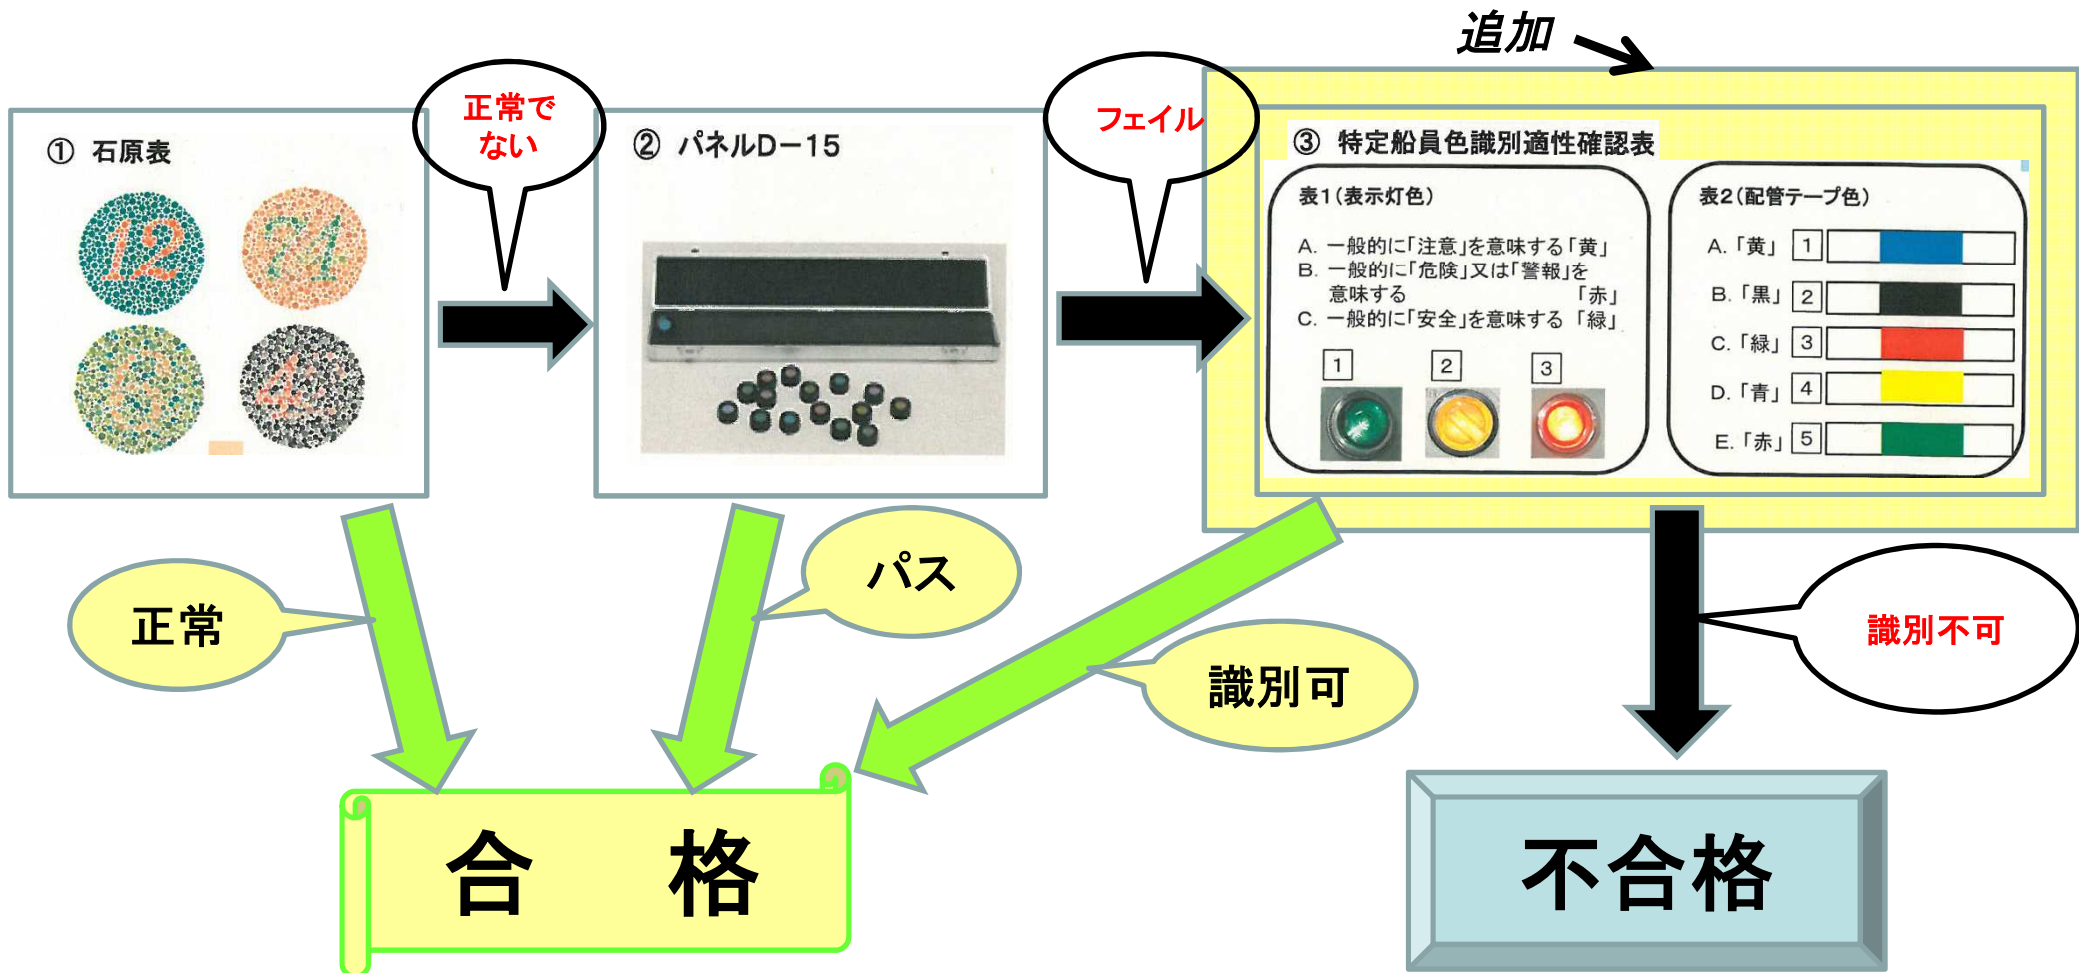 追加
正常で
ない
フェイル
① 石原表
12
74
6
4
② パネルD－15
③ 特定船員色識別適性確認表
表1（表示灯色）
A. 一般的に「注意」を意味する「黄」
B. 一般的に「危険」又は「警報」を
意味する 「赤」
C. 一般的に「安全」を意味する 「緑」
1
2
3
表2（配管テープ色）
A.「黄」 1
B.「黒」 2
C.「緑」 3
D.「青」 4
E.「赤」 5
正常
パス
識別可
識別不可
合 格
不合格